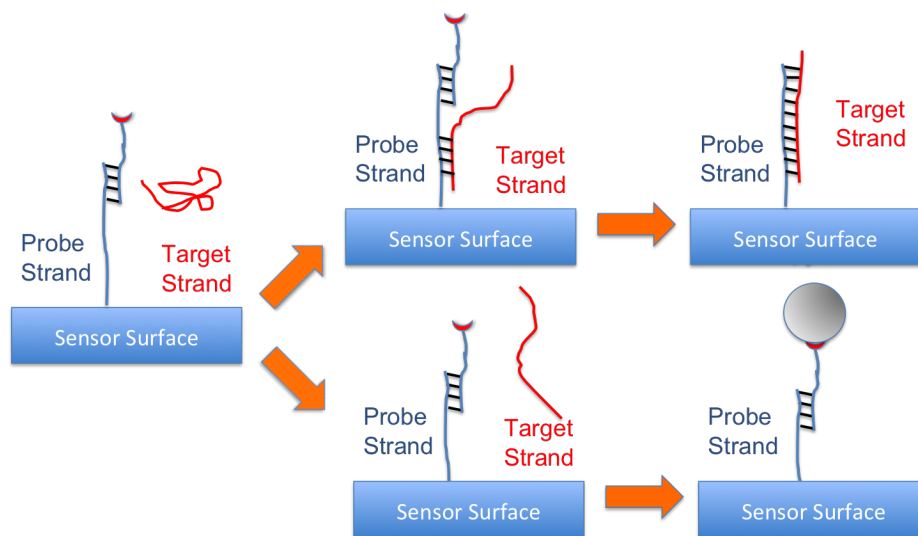 Probe
Strand
Target
Strand
Sensor Surface
Probe
Strand
Target
Strand
Sensor Surface
Probe
Strand
Target
Strand
Sensor Surface
Probe
Strand
Target
Strand
Sensor Surface
Probe
Strand
Sensor Surface